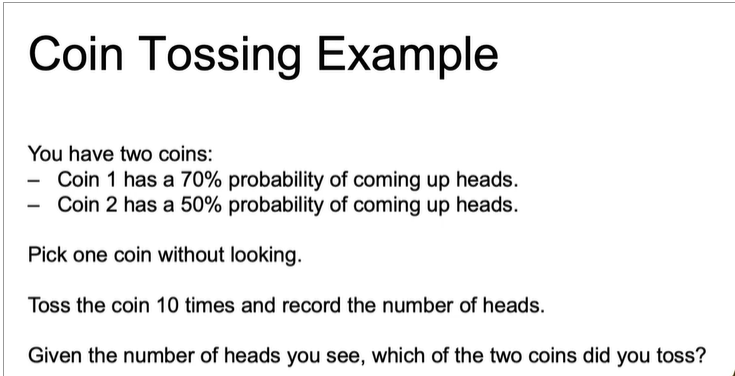 Coin Tossing Example
You have two coins:
– Coin 1 has a 70% probability of coming up heads.
– Coin 2 has a 50% probability of coming up heads.
Pick one coin without looking.
Toss the coin 10 times and record the number of heads.
Given the number of heads you see, which of the two coins did you toss?